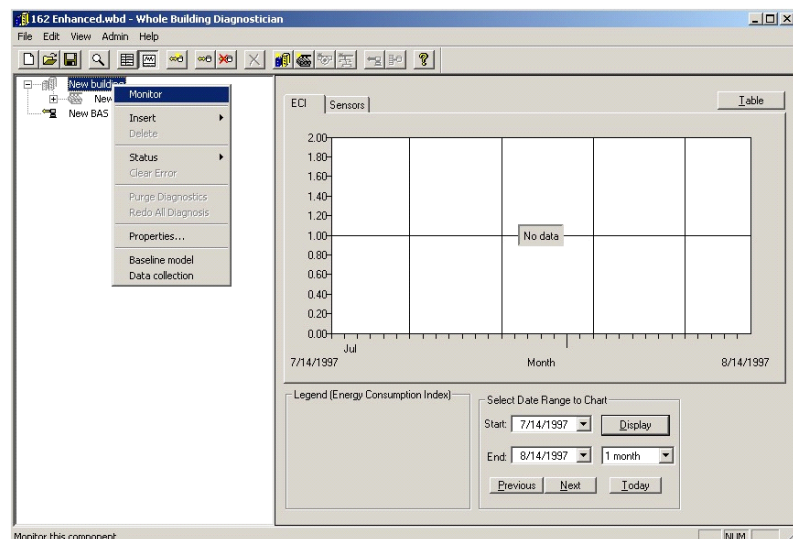 162 Enhanced.wbd - Whole Building Diagnostician
File Edit View Admin Help
New building
New
New BAS
Monitor
Insert
Delete
Status
Clear Error
Purge Diagnostics
Redo All Diagnosis
Properties...
Baseline model
Data collection
ECI Sensors
Table
2.00
1.80
1.60
1.40
1.20
1.00
0.80
0.60
0.40
0.20
0.00
No data
Jul
7/14/1997 Month 8/14/1997
Legend (Energy Consumption Index)
Select Date Range to Chart
Start: 7/14/1997 Display
End: 8/14/1997 1 month
Previous Next Today
Monitor this component
NUM